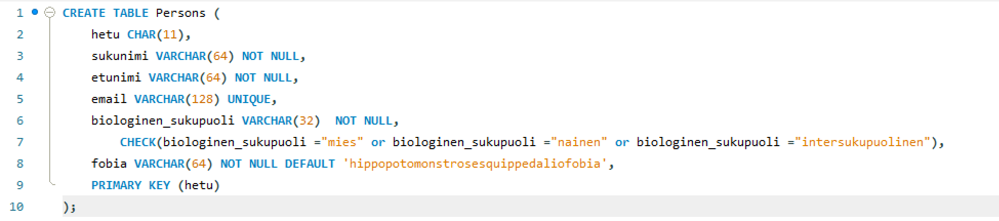 1 CREATE TABLE Persons (
2 hetu CHAR(11),
3 sukunimi VARCHAR(64) NOT NULL,
4 etunimi VARCHAR(64) NOT NULL,
5 email VARCHAR(128) UNIQUE,
6 biologinen_sukupuoli VARCHAR(32)  NOT NULL,
7 CHECK(biologinen_sukupuoli ="mies" or biologinen_sukupuoli ="nainen" or biologinen_sukupuoli ="intersukupuolinen"),
8 fobia VARCHAR(64) NOT NULL DEFAULT 'hippopotomonstrosesquippedaliofobia',
9 PRIMARY KEY (hetu)
10 );